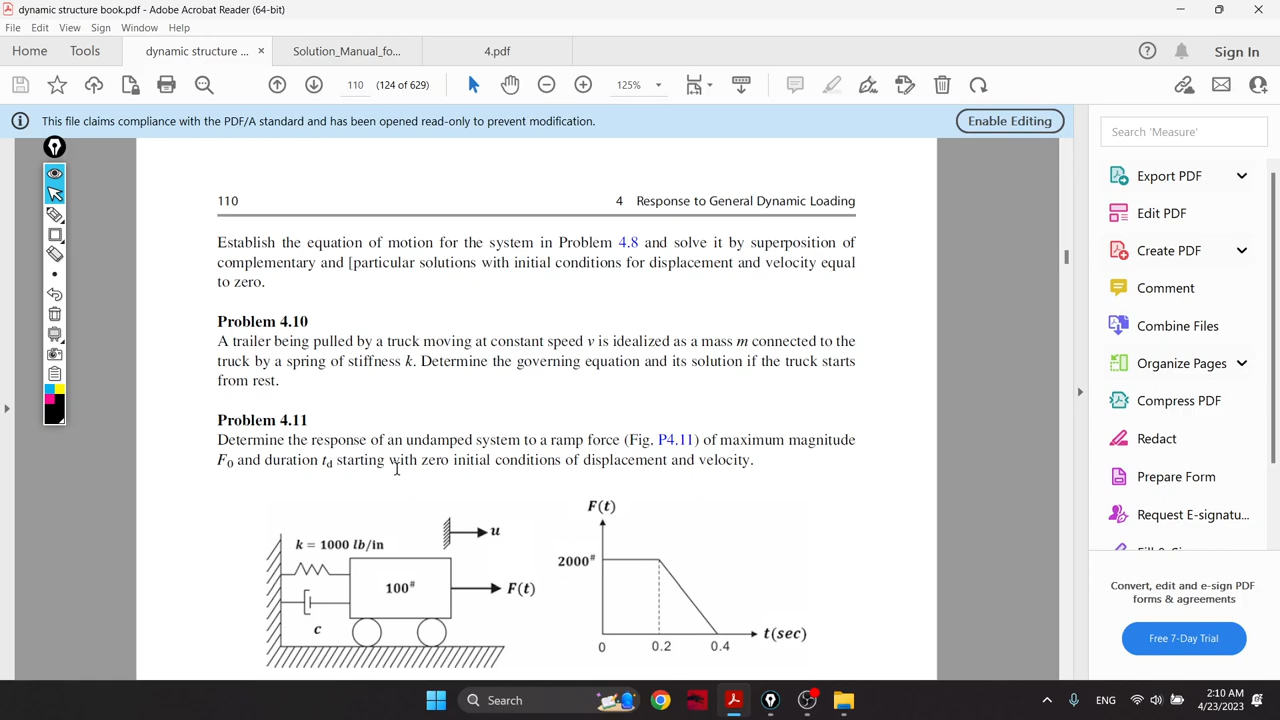 dynamic structure book.pdf - Adobe Acrobat Reader (64-bit)
File Edit View Sign Window Help
Home Tools dynamic structure ... × Solution_Manual_fo... 4.pdf Sign In
110 (124 of 629) 125%
This file claims compliance with the PDF/A standard and has been opened read-only to prevent modification. Enable Editing
Search 'Measure'
Export PDF
Edit PDF
Create PDF
Comment
Combine Files
Organize Pages
Compress PDF
Redact
Prepare Form
Request E-signatu...
Convert, edit and e-sign PDF
forms & agreements
Free 7-Day Trial
110 4 Response to General Dynamic Loading
Establish the equation of motion for the system in Problem 4.8 and solve it by superposition of
complementary and [particular solutions with initial conditions for displacement and velocity equal
to zero.
Problem 4.10
A trailer being pulled by a truck moving at constant speed v is idealized as a mass m connected to the
truck by a spring of stiffness k. Determine the governing equation and its solution if the truck starts
from rest.
Problem 4.11
Determine the response of an undamped system to a ramp force (Fig. P4.11) of maximum magnitude
F0 and duration td starting with zero initial conditions of displacement and velocity.
u
k = 1000 lb/in
100#
F(t)
c
F(t)
2000#
t(sec)
0 0.2 0.4
Search ENG 2:10 AM
4/23/2023